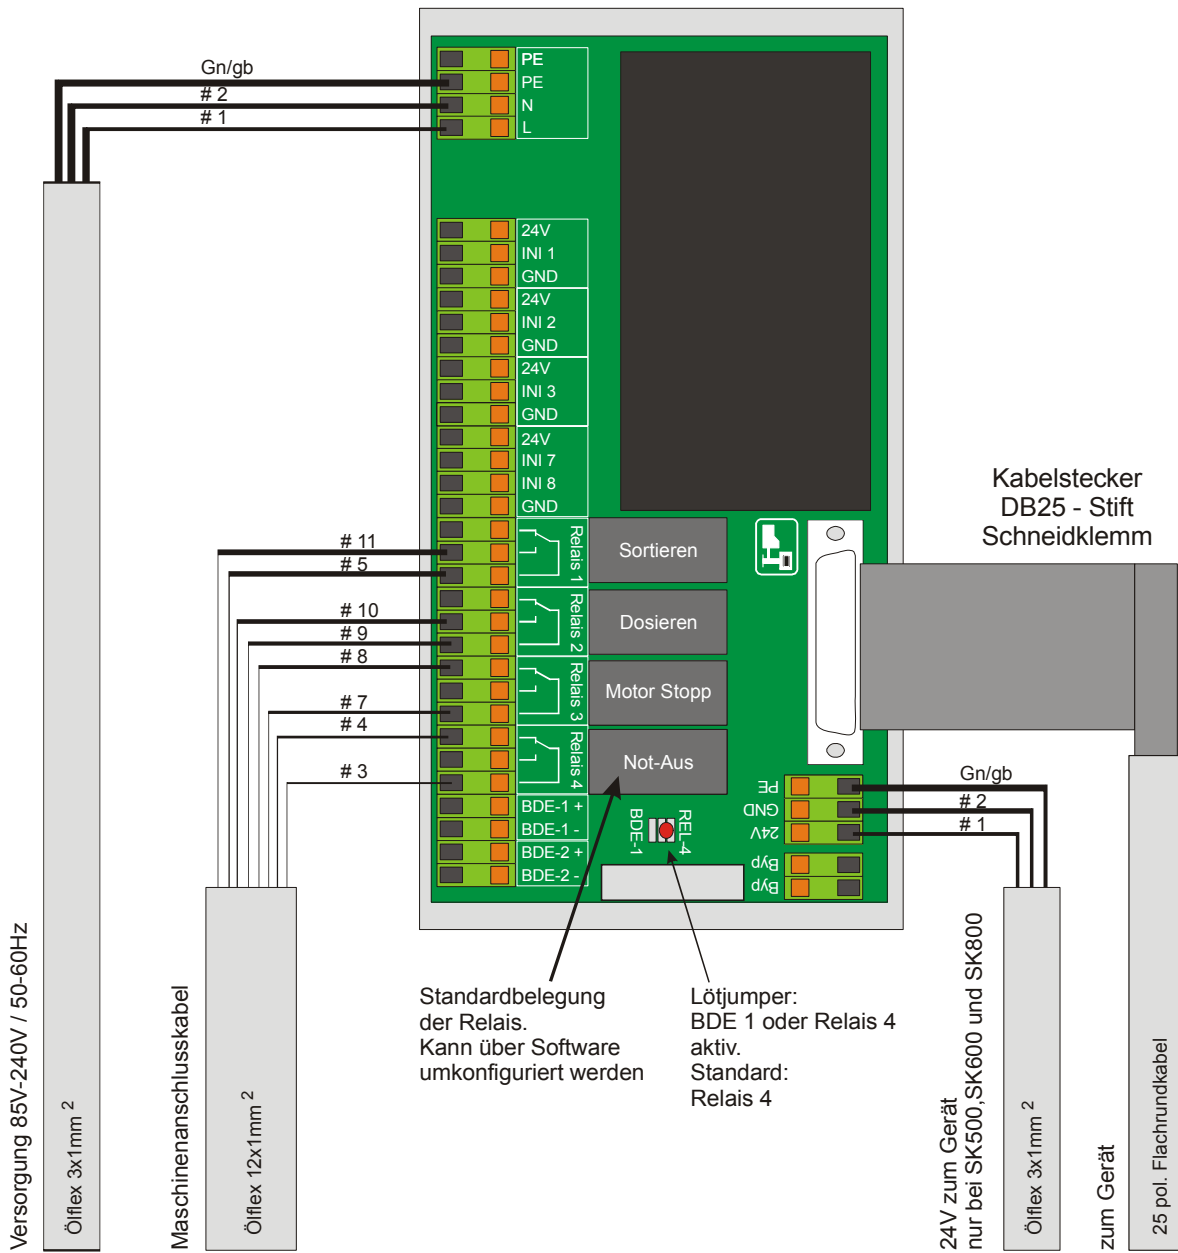 Gn/gb
# 2
# 1
PE
PE
N
L
24V
INI 1
GND
24V
INI 2
GND
24V
INI 3
GND
24V
INI 7
INI 8
GND
# 11
# 5
# 10
# 9
# 8
# 7
# 4
# 3
Relais 1
Relais 2
Relais 3
Relais 4
Sortieren
Dosieren
Motor Stopp
Not-Aus
BDE-1 +
BDE-1 -
BDE-2 +
BDE-2 -
BDE-1
REL-4
Kabelstecker
DB25 - Stift
Schneidklemm
PE
GND
24V
Byp
Byp
Gn/gb
# 2
# 1
Standardbelegung
der Relais.
Kann über Software
umkonfiguriert werden
Lötjumper:
BDE 1 oder Relais 4
aktiv.
Standard:
Relais 4
Versorgung 85V-240V / 50-60Hz
Ölflex 3x1mm 2
Maschinenanschlusskabel
Ölflex 12x1mm 2
24V zum Gerät
nur bei SK500,SK600 und SK800
Ölflex 3x1mm 2
zum Gerät
25 pol. Flachrundkabel